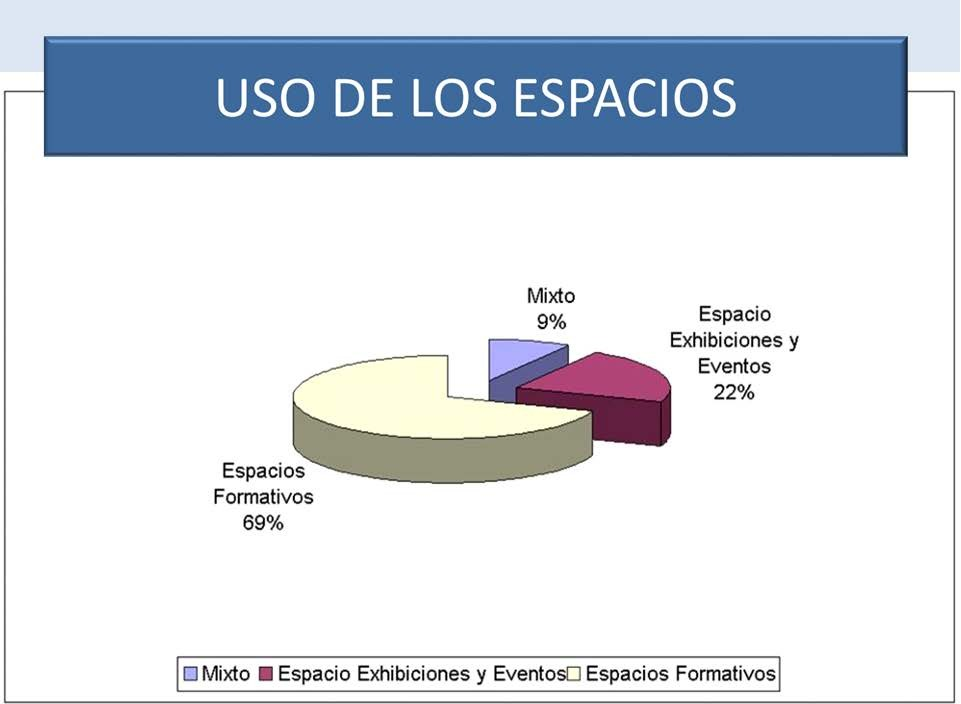 USO DE LOS ESPACIOS
Mixto
9%
Espacio
Exhibiciones y
Eventos
22%
Espacios
Formativos
69%
Mixto Espacio Exhibiciones y Eventos Espacios Formativos